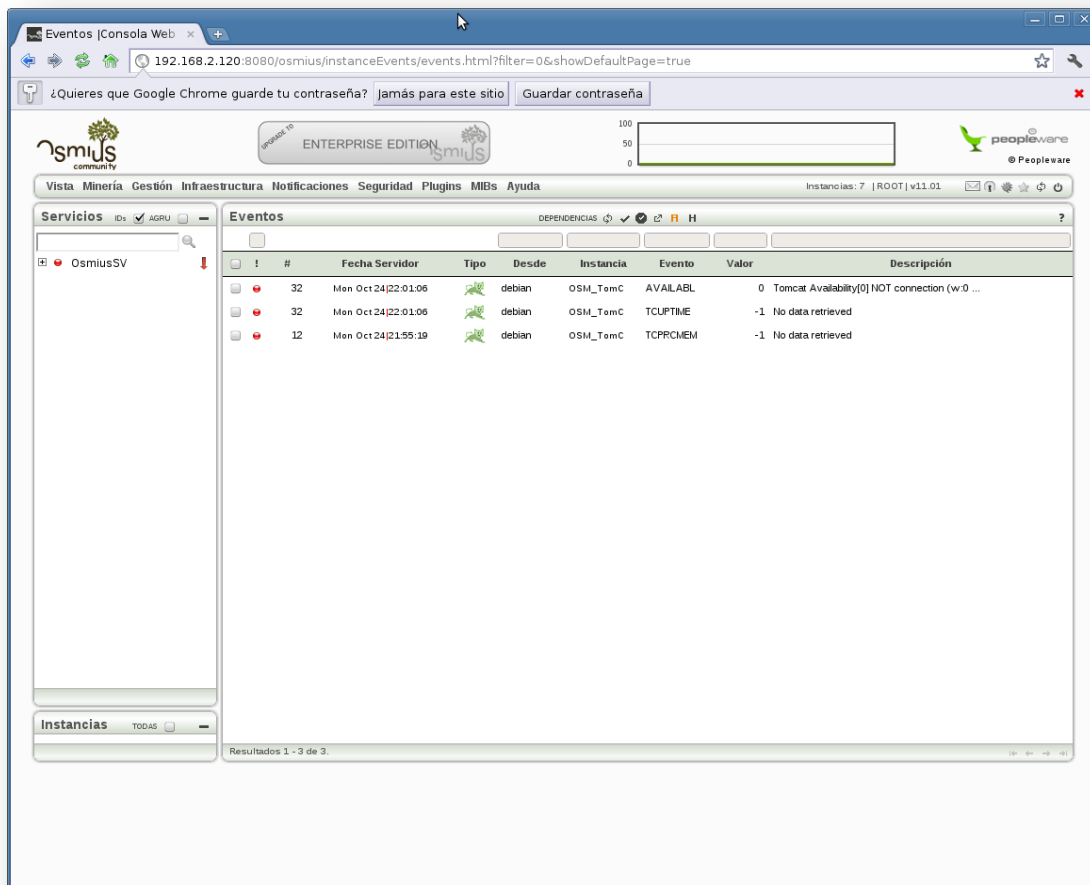 Eventos |Consola Web
192.168.2.120:8080/osmius/instanceEvents/events.html?filter=0&showDefaultPage=true
¿Quieres que Google Chrome guarde tu contraseña? Jamás para este sitio Guardar contraseña
osmius
community
UPGRADE TO
ENTERPRISE EDITION
osmius
100
50
0
peopleware
© Peopleware
Vista Minería Gestión Infraestructura Notificaciones Seguridad Plugins MIBs Ayuda Instancias: 7 |ROOT| v11.01
Servicios IDs AGRU
Eventos DEPENDENCIAS A H ?
OsmiusSV
! # Fecha Servidor Tipo Desde Instancia Evento Valor Descripción
32 Mon Oct 24|22:01:06 debian OSM_TomC AVAILABL 0 Tomcat Availability[0] NOT connection (w:0 ...
32 Mon Oct 24|22:01:06 debian OSM_TomC TCUPTIME -1 No data retrieved
12 Mon Oct 24|21:55:19 debian OSM_TomC TCPRCMEM -1 No data retrieved
Instancias TODAS
Resultados 1 - 3 de 3.